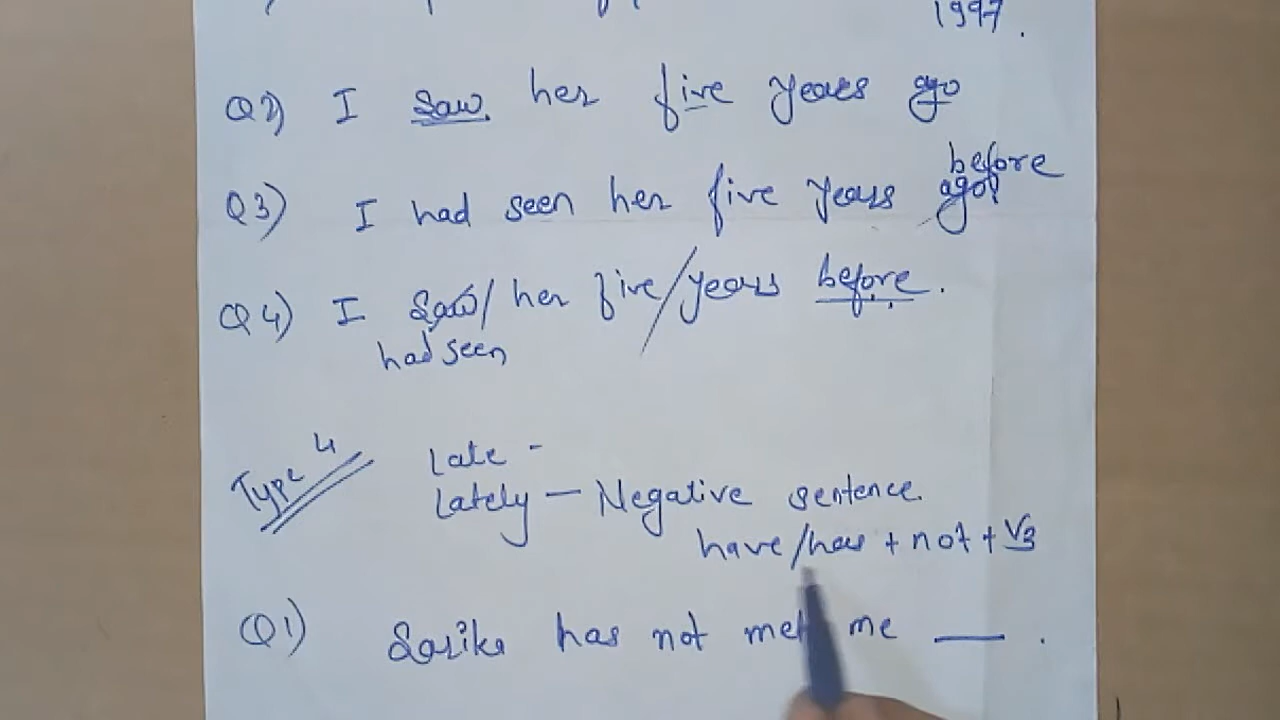 1997.
Q2) I saw her five years ago
before
Q3) I had seen her five years ago?
Q4) I saw/ her five/years before.
had seen
Type 4
Late -
Lately — Negative sentence.
have/has + not + V3
Q1) Sarika has not met me — .